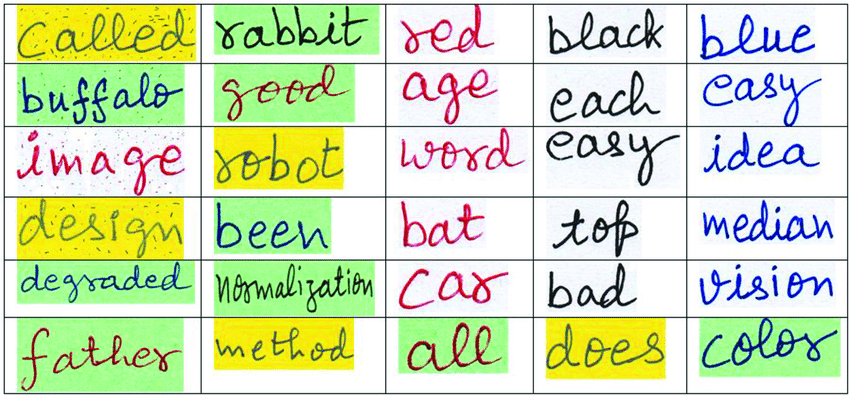 called rabbit red black blue
buffalo good age each easy
image robot word easy idea
design been bat top median
degraded normalization car bad vision
father method all does color